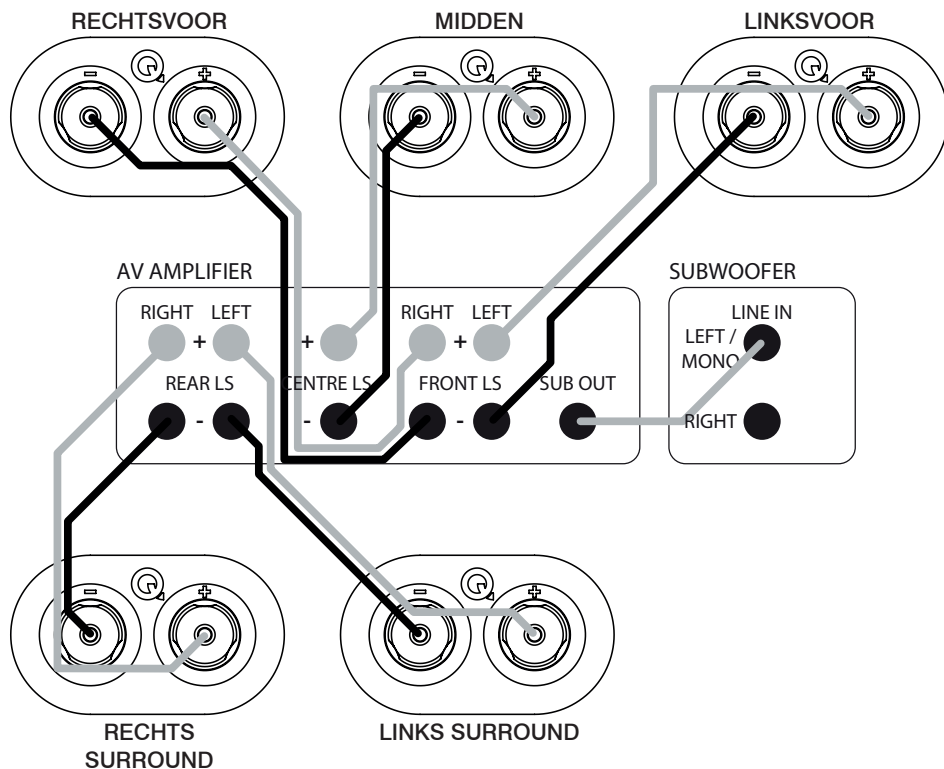 RECHTSVOOR
MIDDEN
LINKSVOOR
- +
- +
- +
AV AMPLIFIER
SUBWOOFER
RIGHT LEFT
RIGHT LEFT
LINE IN
+
+
+
LEFT /
MONO
REAR LS
CENTRE LS
FRONT LS
SUB OUT
-
-
-
RIGHT
- +
- +
RECHTS
SURROUND
LINKS SURROUND